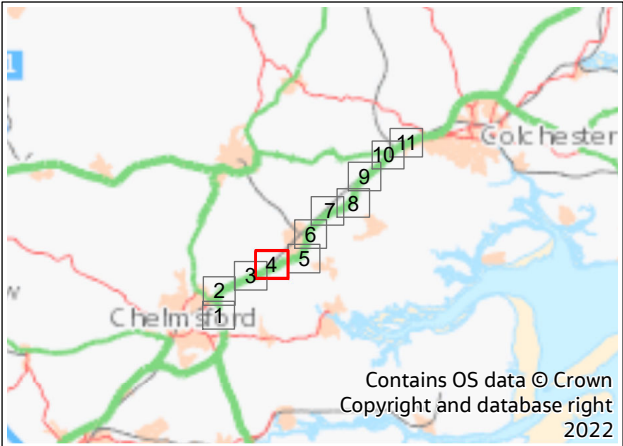 1
Colchester
11
10
9
8
7
6
5
4
3
2
1
w
Chelmsford
Contains OS data © Crown
Copyright and database right
2022